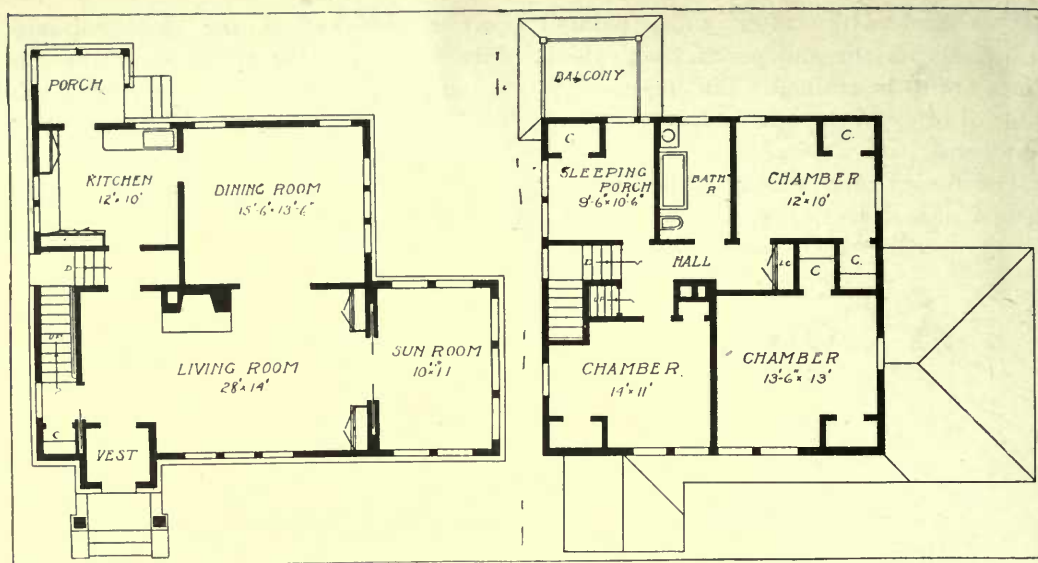 PORCH
KITCHEN
12'×10'
DINING ROOM
15'-6"×13'-6"
D
UP
LIVING ROOM
28'×14'
SUN ROOM
10'×11'
C
VEST
BALCONY
C.
SLEEPING
PORCH
9'-6"×10'-6"
BATH
R
CHAMBER
12'×10'
C.
D
HALL
UP
L.C.
C
C.
CHAMBER
14'×11'
CHAMBER
13'-6"×13'